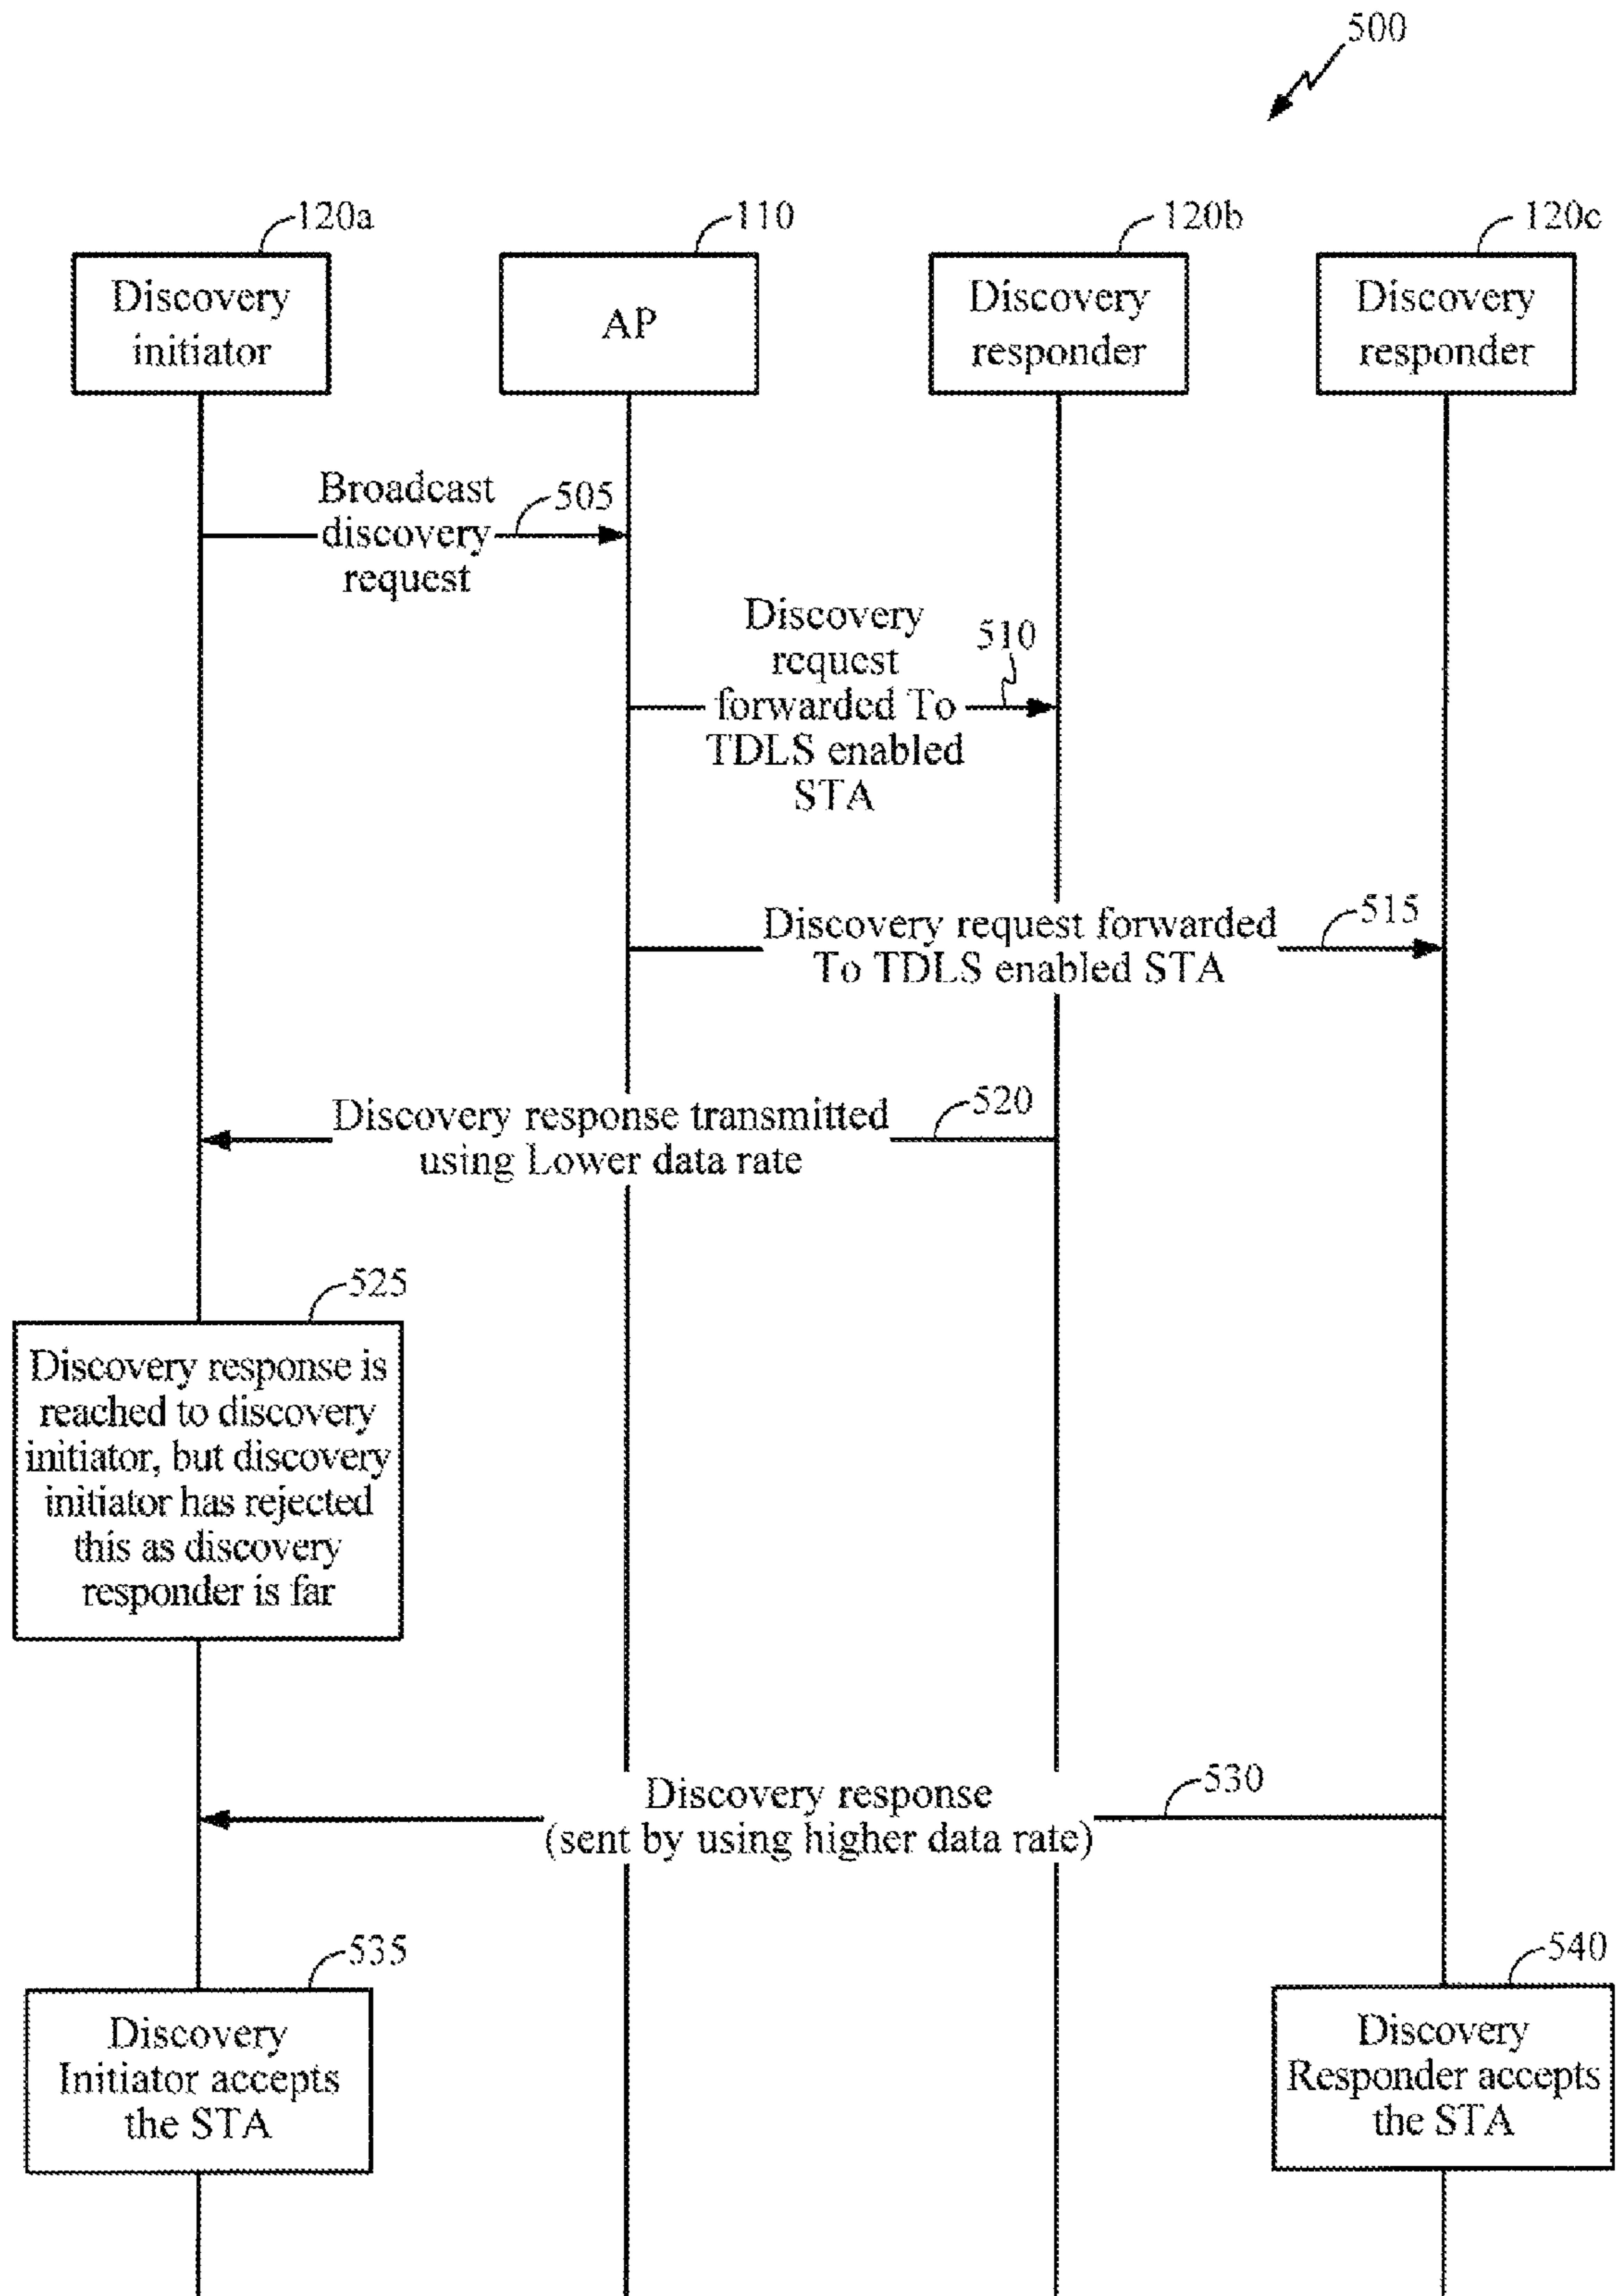 500
120a
110
120b
120c
Discovery
initiator
AP
Discovery
responder
Discovery
responder
Broadcast
discovery
request
505
Discovery
request
forwarded To
TDLS enabled
STA
510
Discovery request forwarded
To TDLS enabled STA
515
Discovery response transmitted
using Lower data rate
520
525
Discovery response is
reached to discovery
initiator, but discovery
initiator has rejected
this as discovery
responder is far
Discovery response
(sent by using higher data rate)
530
535
Discovery
Initiator accepts
the STA
540
Discovery
Responder accepts
the STA